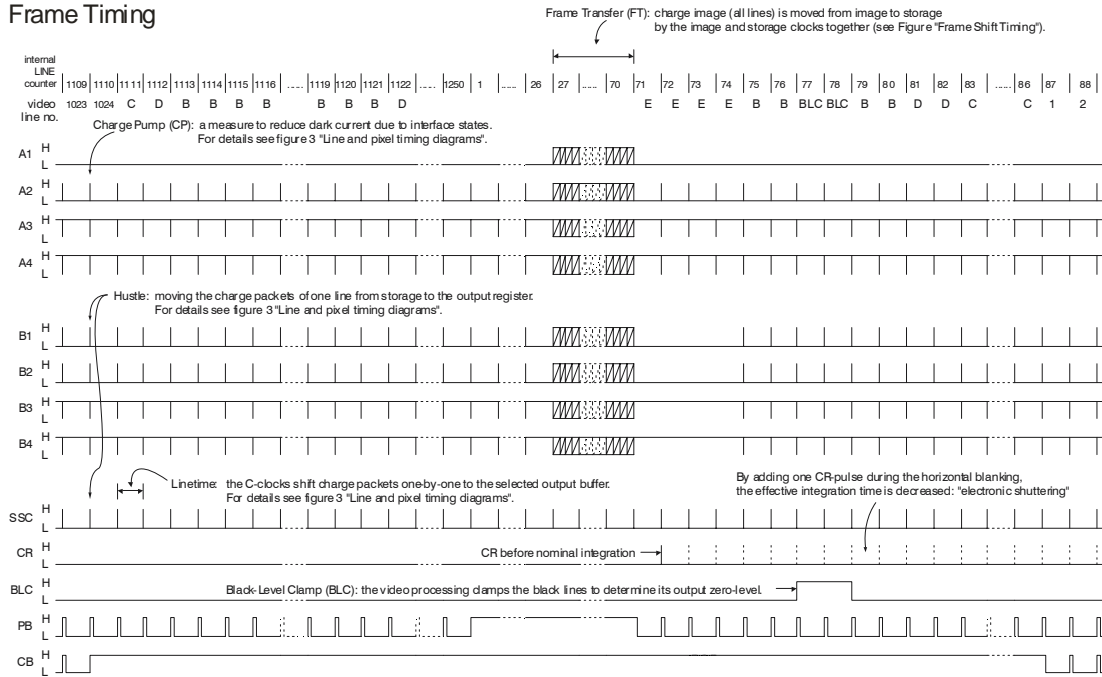 Frame Timing
Frame Transfer (FT): charge image (all lines) is moved from image to storage
by the image and storage clocks together (see Figure "Frame Shift Timing").
internal
LINE
counter 1109 1110 1111 1112 1113 1114 1115 1116 ...... 1119 1120 1121 1122 ...... 1250 1 ...... 26 27 ...... 70 71 72 73 74 75 76 77 78 79 80 81 82 83 ...... 86 87 88
video
line no. 1023 1024 C D B B B B B B B D E E E E B B BLC BLC B B D D C C 1 2
Charge Pump (CP): a measure to reduce dark current due to interface states.
For details see figure 3 "Line and pixel timing diagrams".
A1 H
L
A2 H
L
A3 H
L
A4 H
L
Hustle: moving the charge packets of one line from storage to the output register.
For details see figure 3 "Line and pixel timing diagrams".
B1 H
L
B2 H
L
B3 H
L
B4 H
L
Linetime: the C-clocks shift charge packets one-by-one to the selected output buffer.
For details see figure 3 "Line and pixel timing diagrams".
By adding one CR-pulse during the horizontal blanking,
the effective integration time is decreased: "electronic shuttering"
SSC H
L
CR H
L
CR before nominal integration
BLC H
L
Black-Level Clamp (BLC): the video processing clamps the black lines to determine its output zero-level.
PB H
L
CB H
L